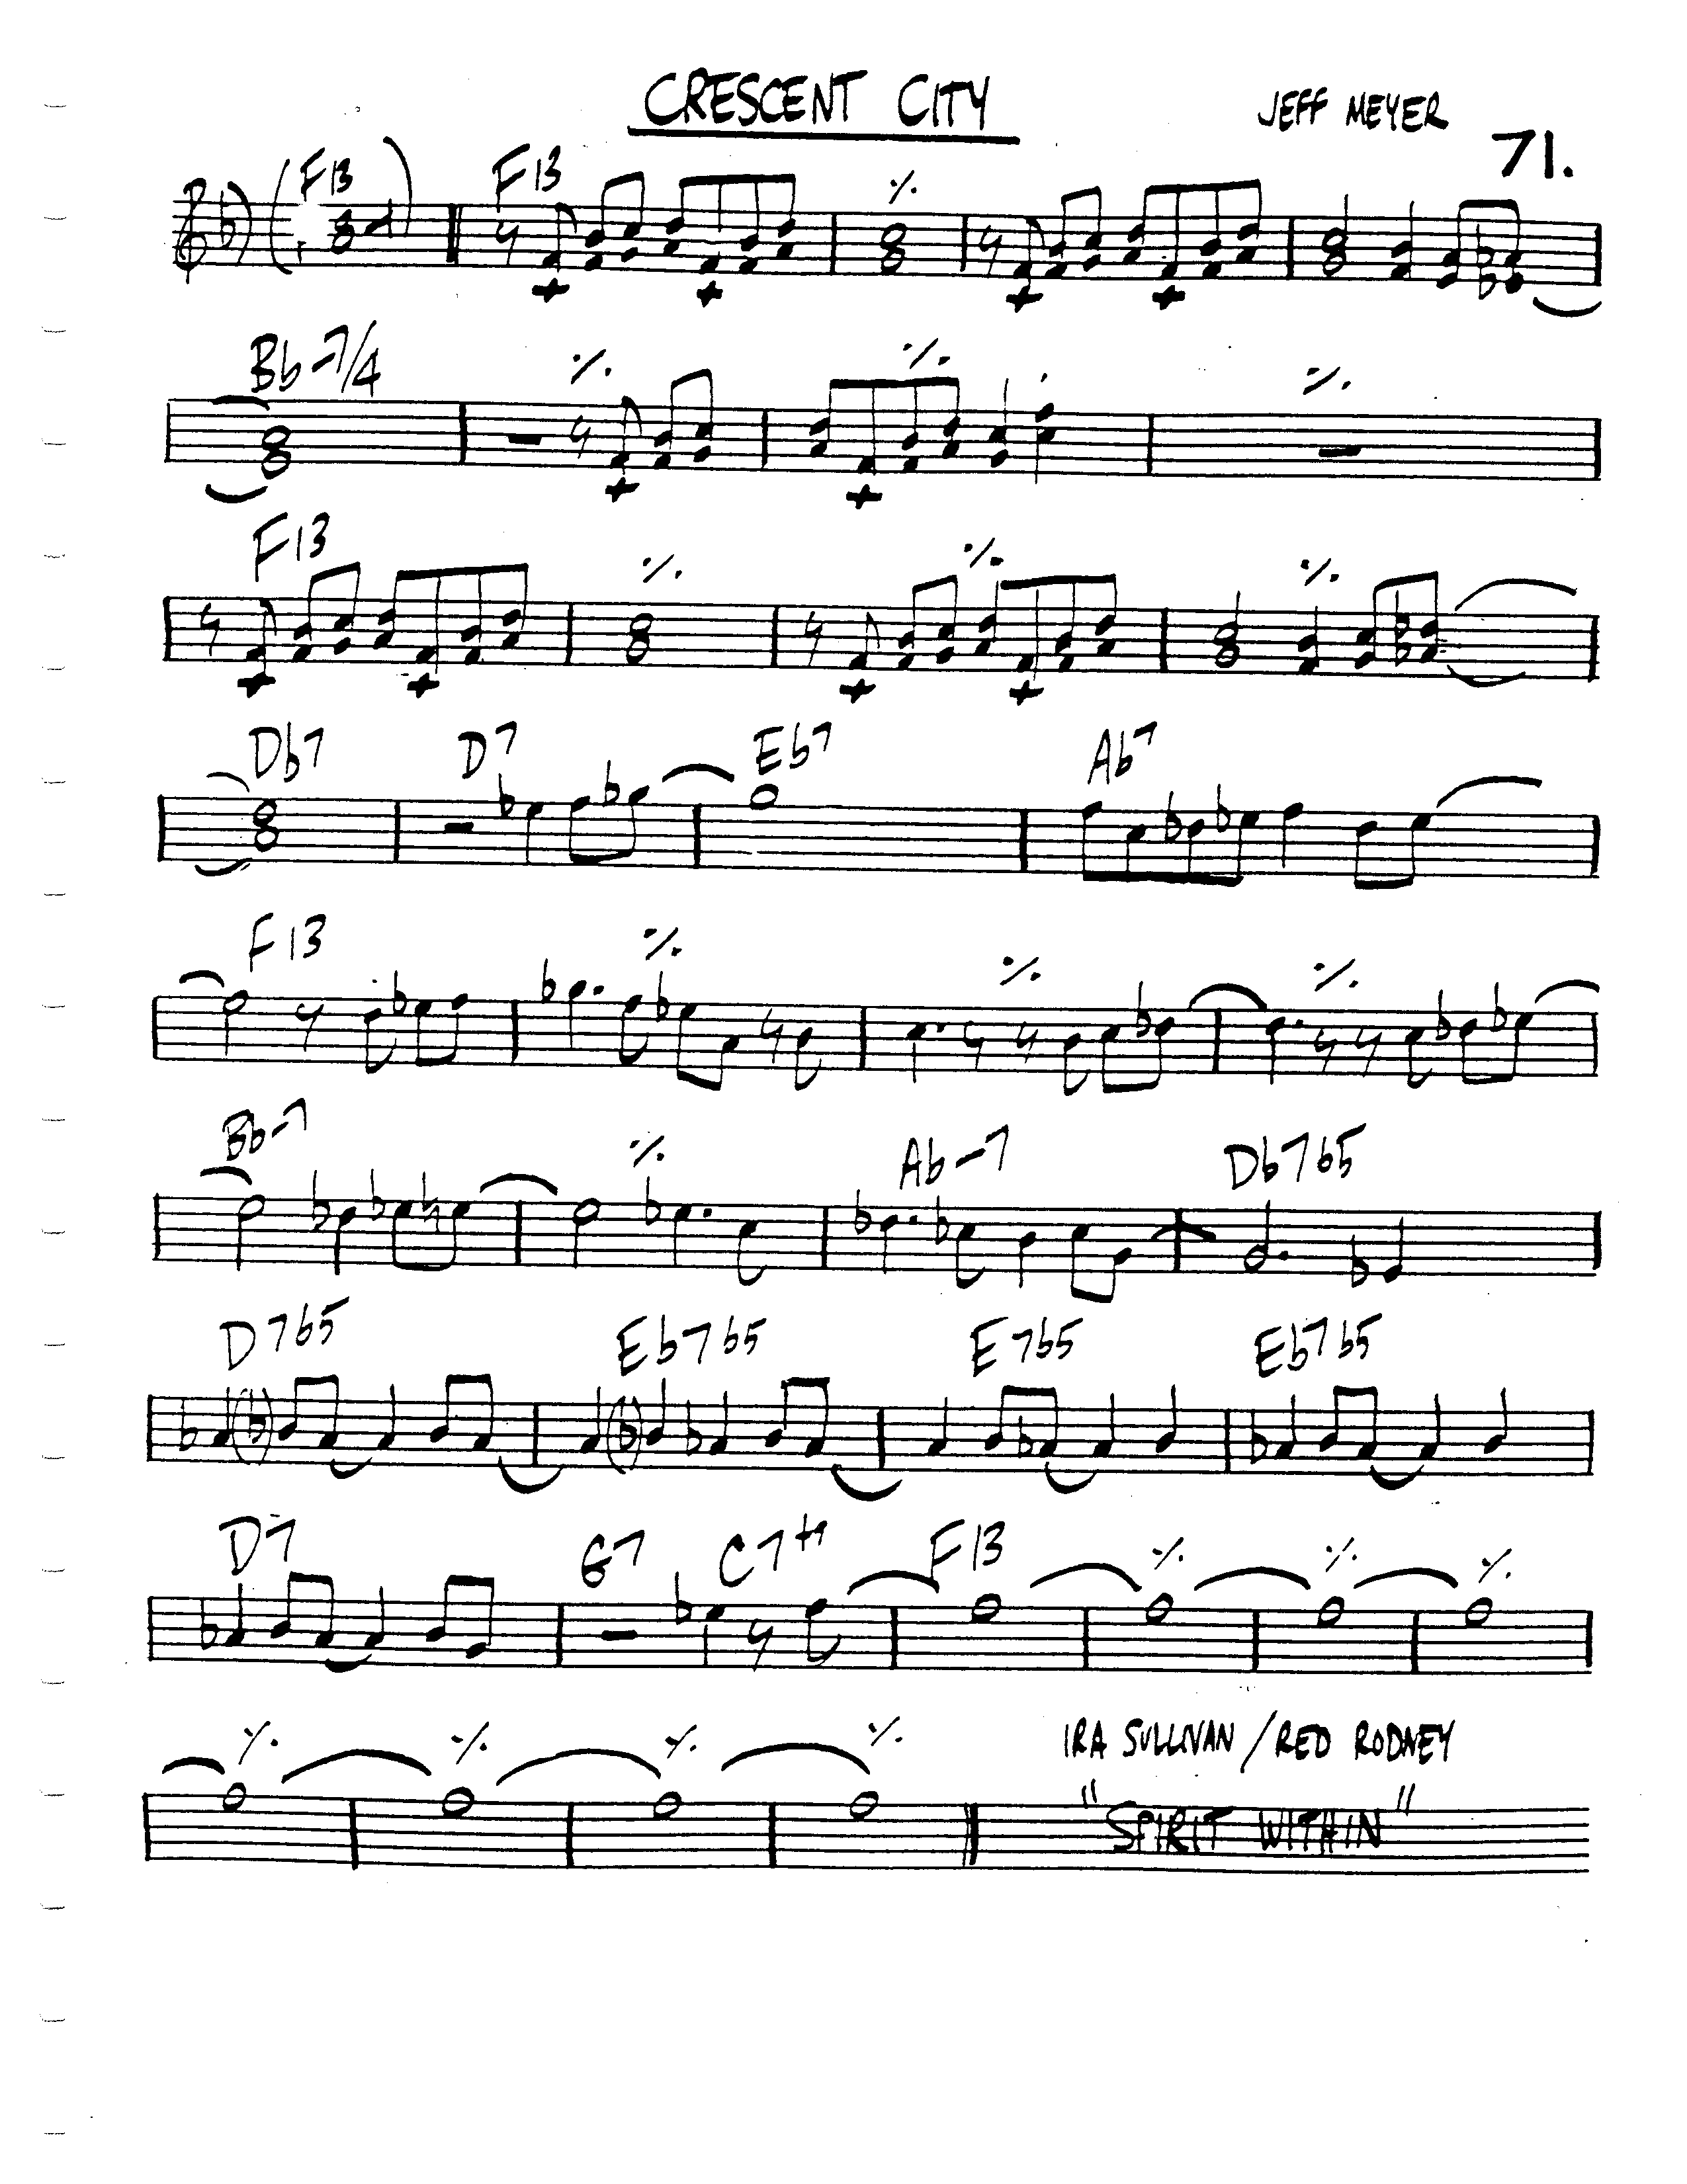 CRESCENT CITY JEFF MEYER
71.
(F13) F13 ٪
Bb-7/4 ٪ ٪ ٪
F13 ٪ ٪ ٪
Db7 D7 Eb7 Ab7
F13 ٪ ٪ ٪
Bb-7 ٪ Ab-7 Db7b5
D7b5 Eb7b5 E7b5 Eb7b5
D7 G7 C7+9 F13 ٪ ٪ ٪
٪ ٪ ٪ ٪ IRA SULLIVAN/RED RODNEY
"SPIRIT WITHIN"